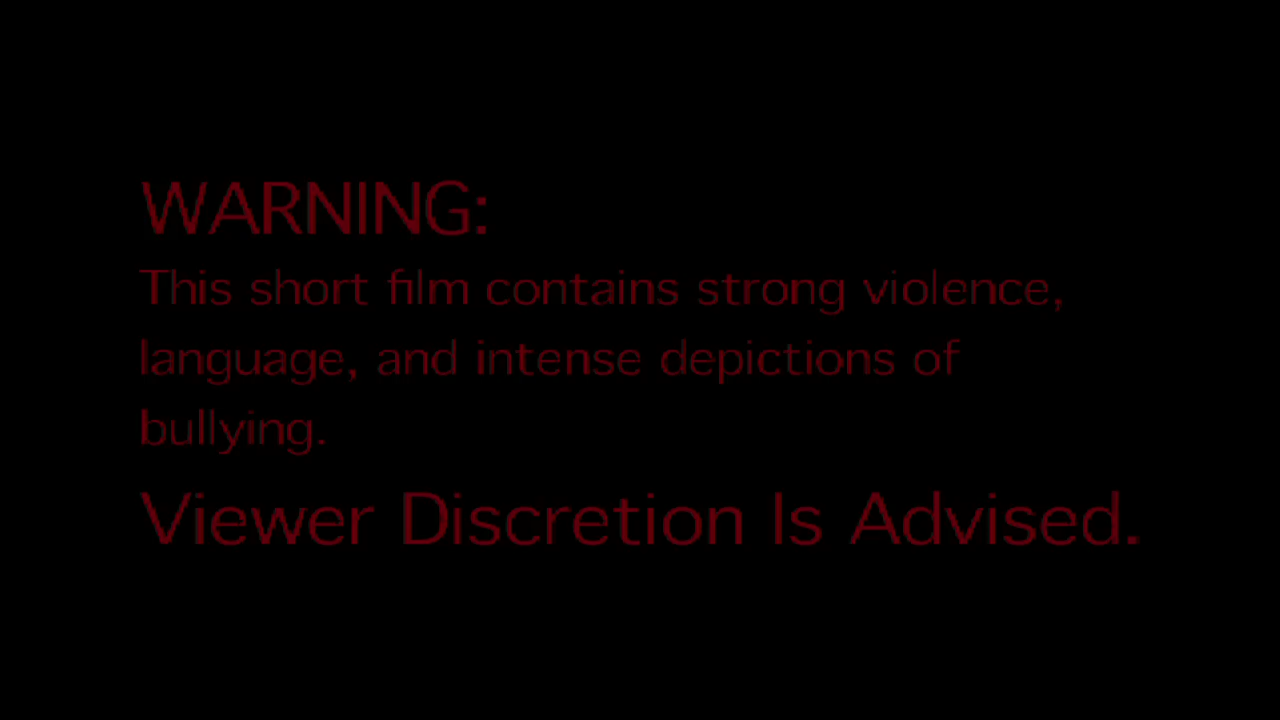 WARNING:
This short film contains strong violence,
language, and intense depictions of
bullying.
Viewer Discretion Is Advised.